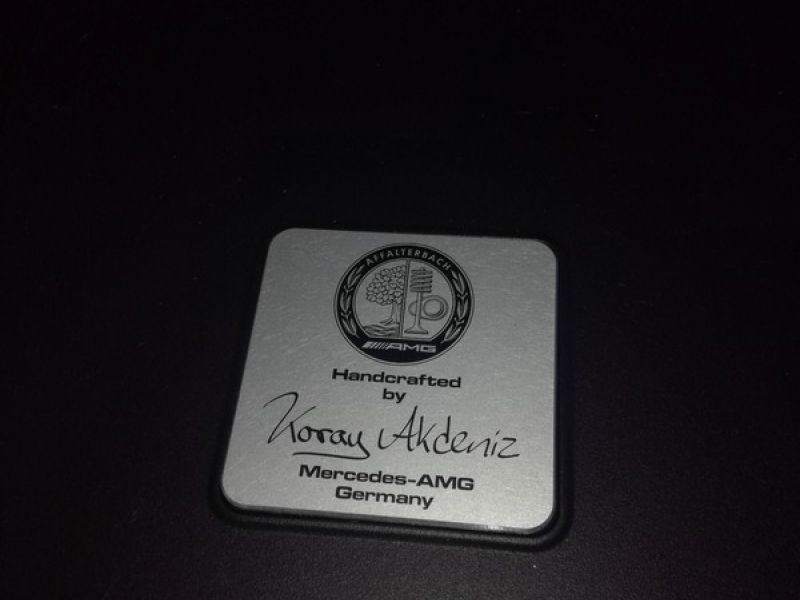 AFFALTERBACH
AMG
Handcrafted
by
Koray Akdeniz
Mercedes-AMG
Germany